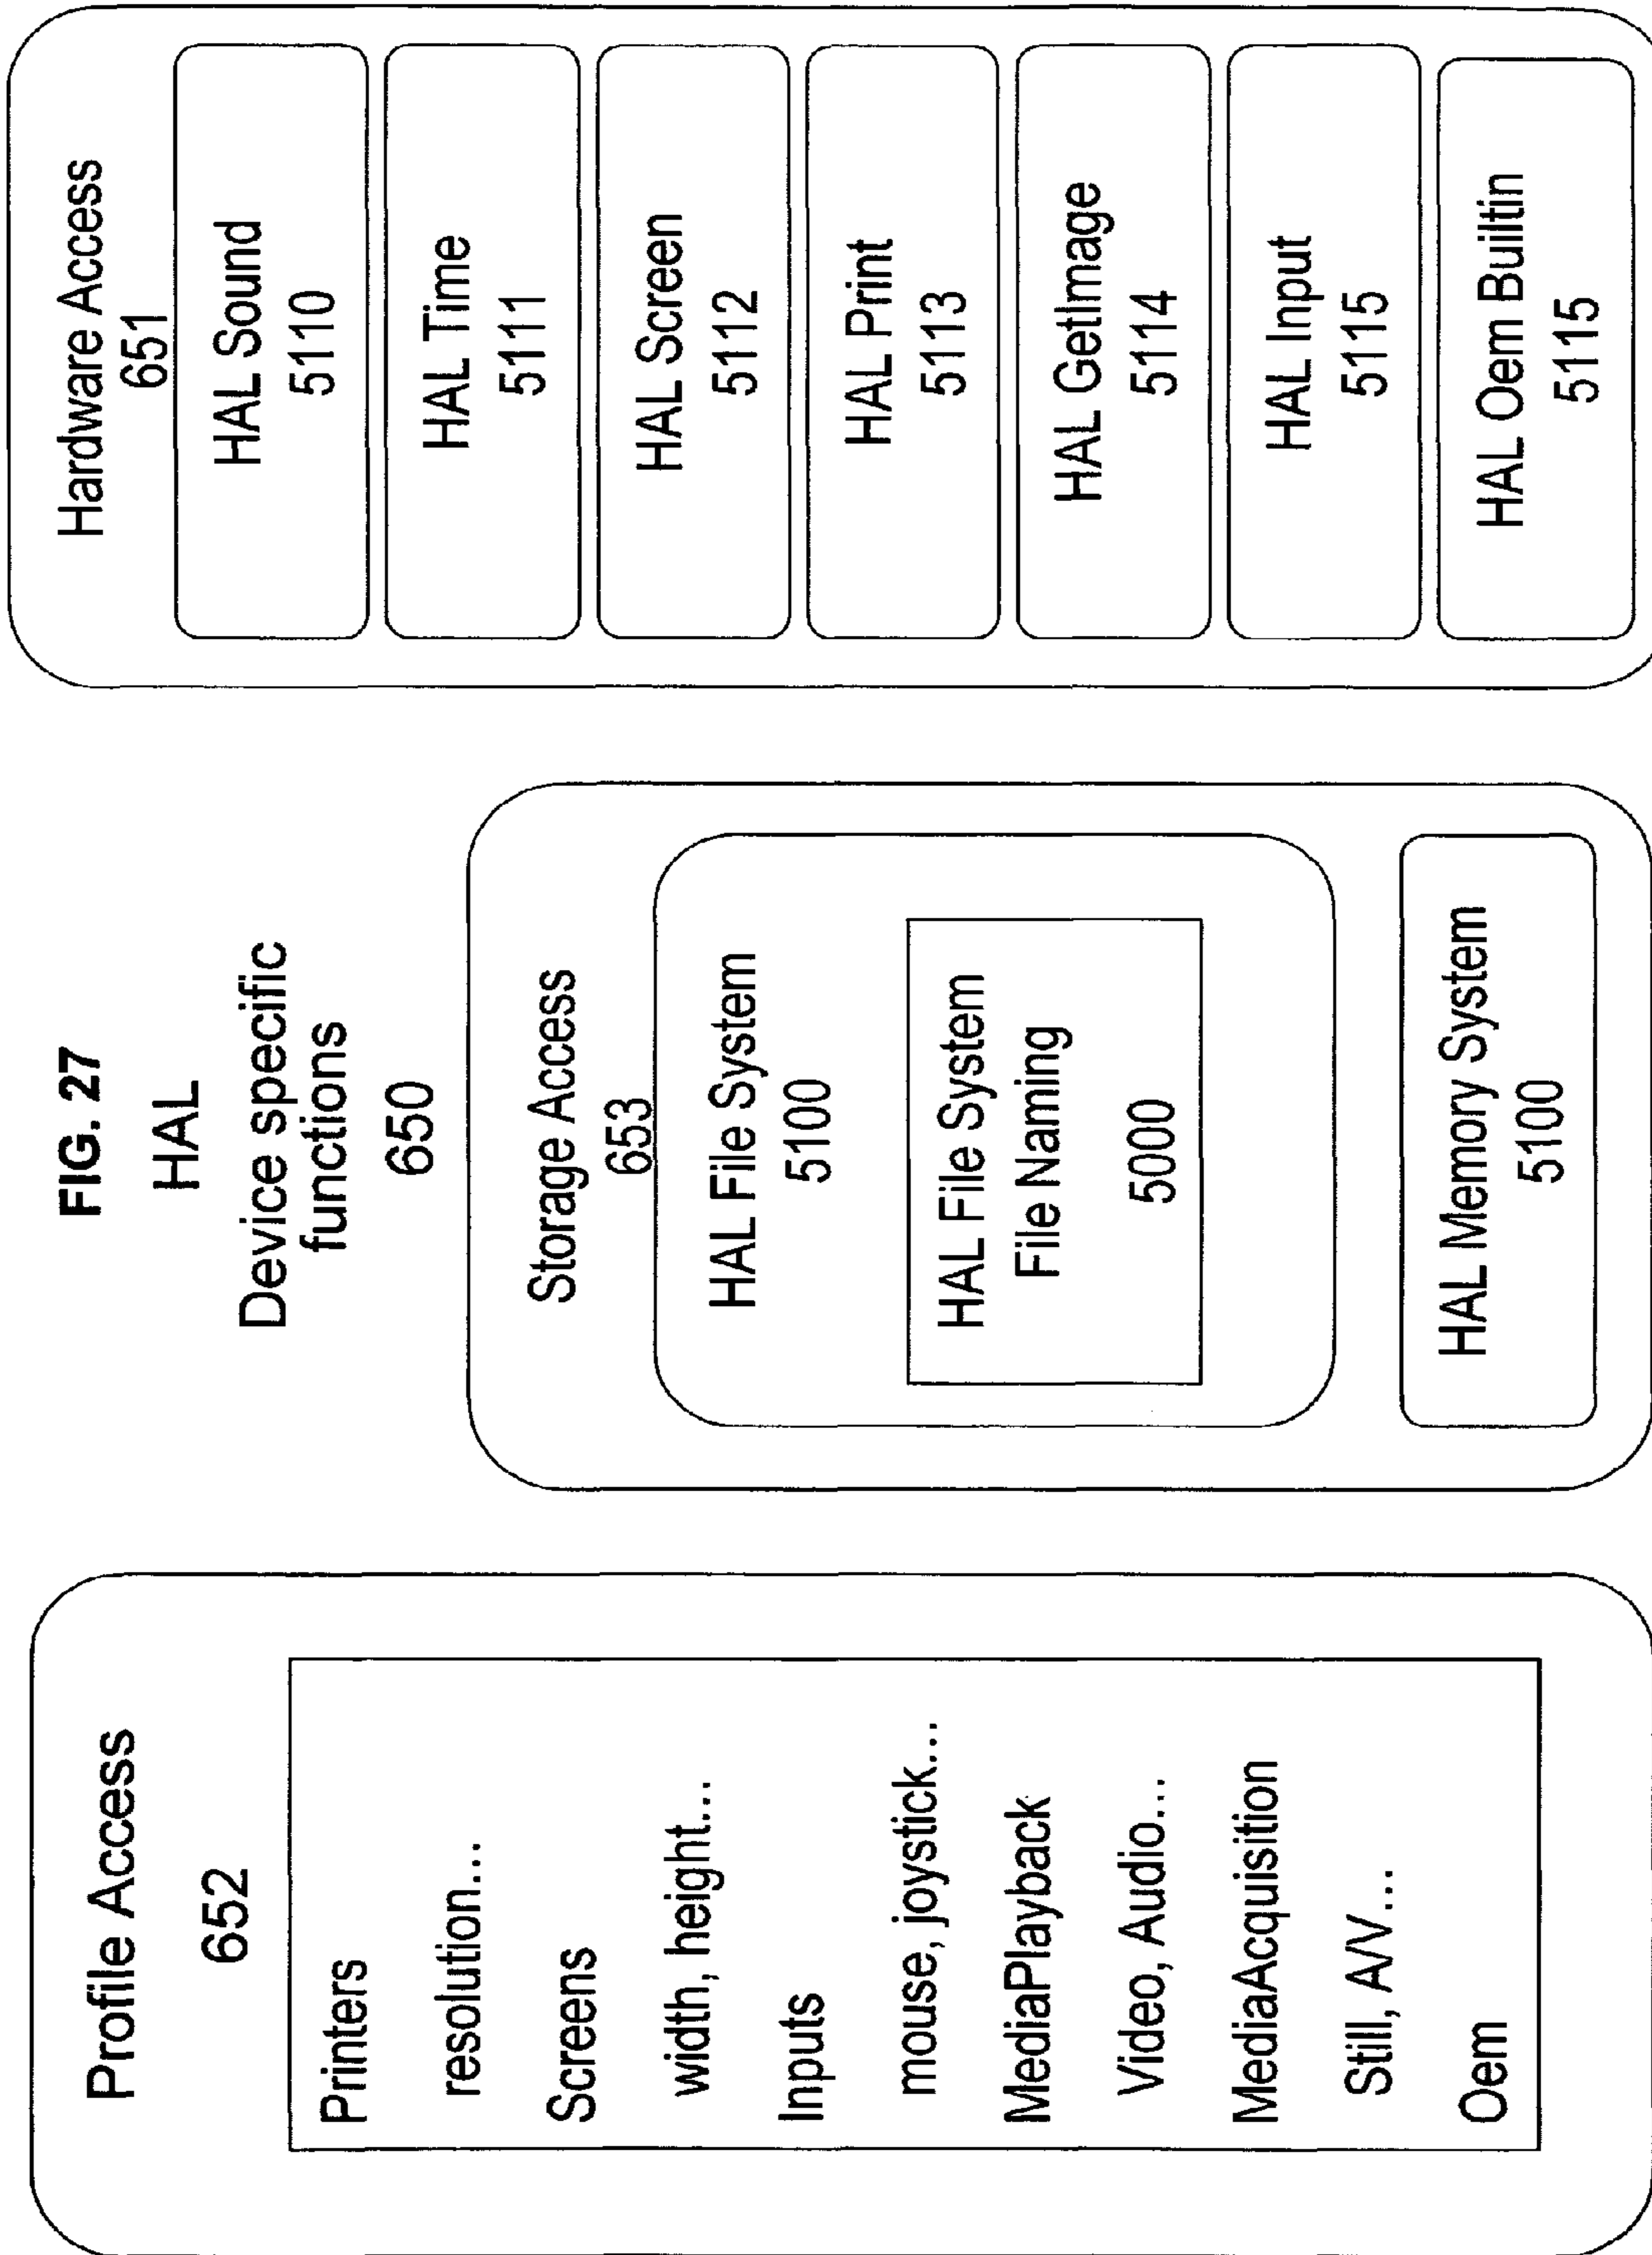 FIG. 27
HAL
Device specific
functions
650
Profile Access
652
Printers
resolution...
Screens
width, height...
Inputs
mouse, joystick...
MediaPlayback
Video, Audio...
MediaAcquisition
Still, A/V...
Oem
Storage Access
653
HAL File System
5100
HAL File System
File Naming
5000
HAL Memory System
5100
Hardware Access
651
HAL Sound
5110
HAL Time
5111
HAL Screen
5112
HAL Print
5113
HAL GetImage
5114
HAL Input
5115
HAL Oem Builtin
5115